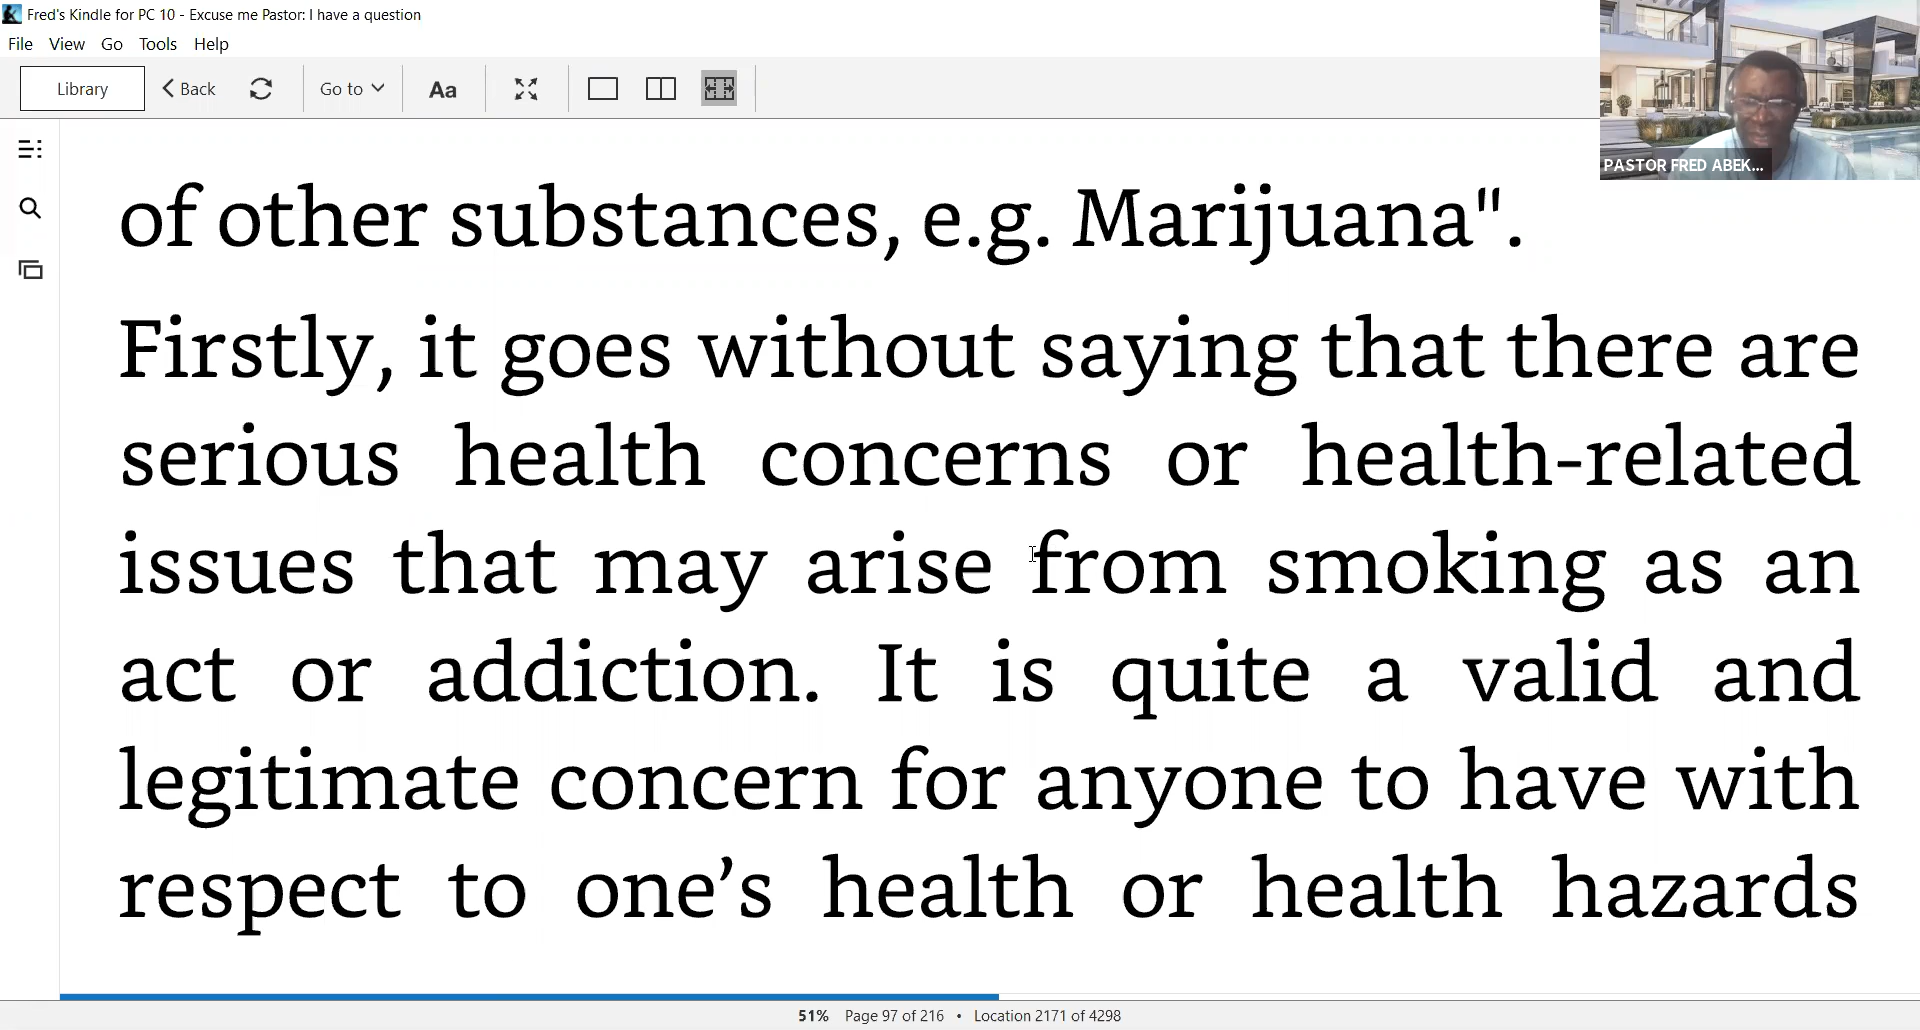 Fred's Kindle for PC 10 - Excuse me Pastor: I have a question
File View Go Tools Help
Library Back Go to Aa
PASTOR FRED ABEK...
of other substances, e.g. Marijuana".
Firstly, it goes without saying that there are
serious health concerns or health-related
issues that may arise from smoking as an
act or addiction. It is quite a valid and
legitimate concern for anyone to have with
respect to one’s health or health hazards
51% Page 97 of 216 • Location 2171 of 4298